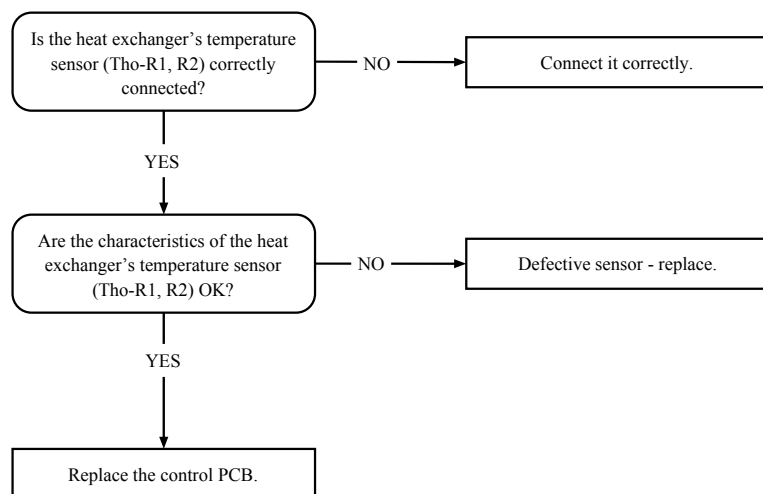 Is the heat exchanger’s temperature
sensor (Tho-R1, R2) correctly
connected?
NO
Connect it correctly.
YES
Are the characteristics of the heat
exchanger’s temperature sensor
(Tho-R1, R2) OK?
NO
Defective sensor - replace.
YES
Replace the control PCB.